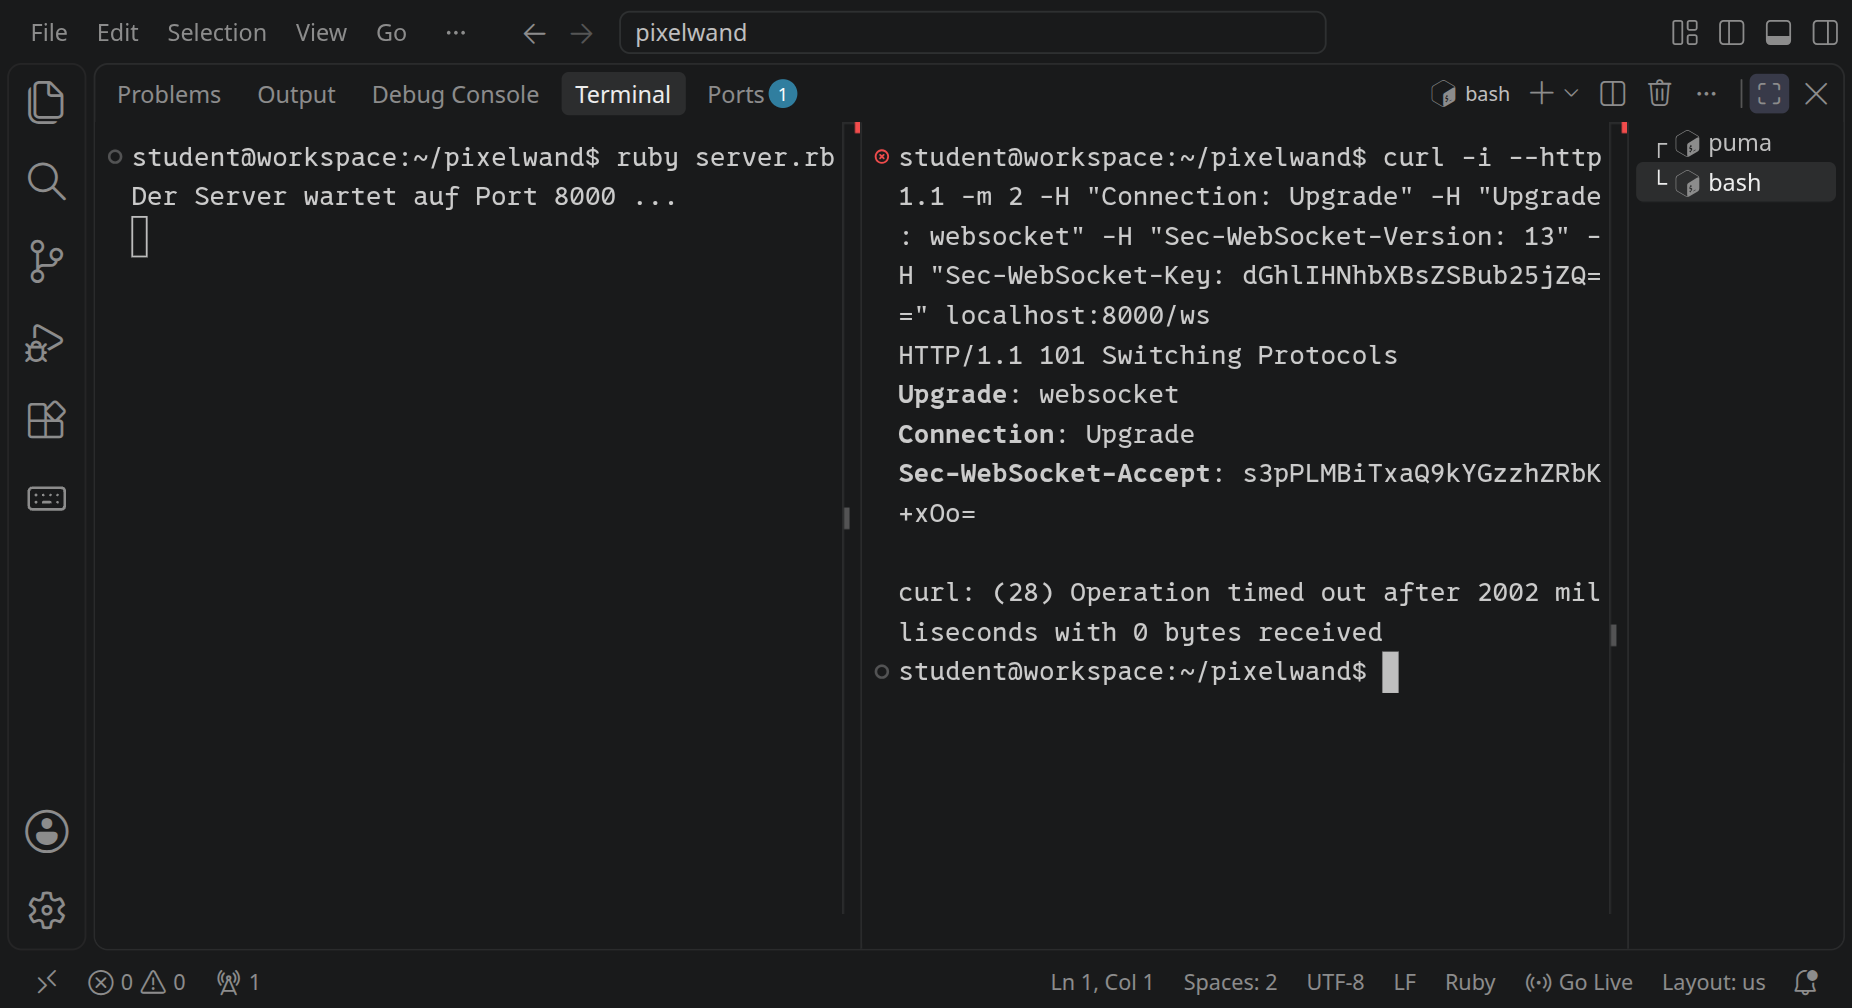 File Edit Selection View Go ··· pixelwand
Problems Output Debug Console Terminal Ports 1 bash
student@workspace:~/pixelwand$ ruby server.rb
Der Server wartet auf Port 8000 ...
student@workspace:~/pixelwand$ curl -i --http
1.1 -m 2 -H "Connection: Upgrade" -H "Upgrade
: websocket" -H "Sec-WebSocket-Version: 13" -
H "Sec-WebSocket-Key: dGhlIHNhbXBsZSBub25jZQ=
=" localhost:8000/ws
HTTP/1.1 101 Switching Protocols
Upgrade: websocket
Connection: Upgrade
Sec-WebSocket-Accept: s3pPLMBiTxaQ9kYGzzhZRbK
+xOo=
curl: (28) Operation timed out after 2002 mil
liseconds with 0 bytes received
student@workspace:~/pixelwand$
puma
bash
0 0 1 Ln 1, Col 1 Spaces: 2 UTF-8 LF Ruby Go Live Layout: us